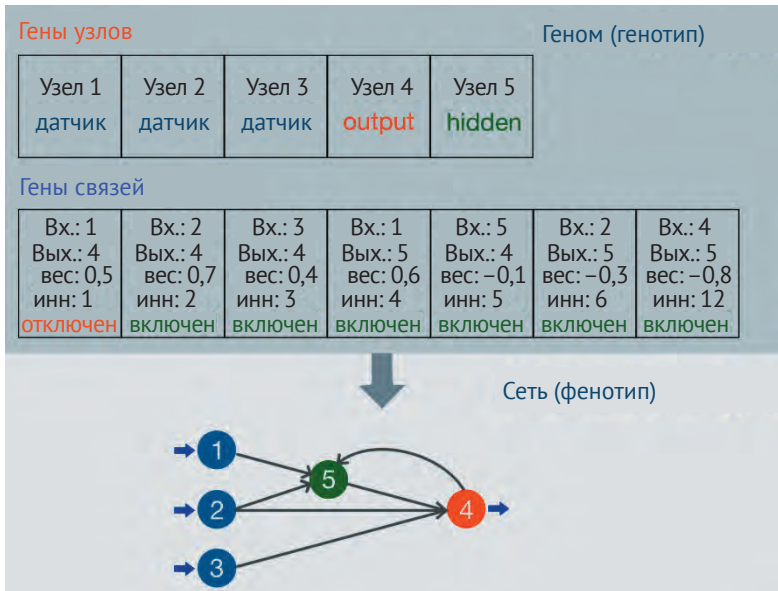 Гены узлов
Геном (генотип)
Узел 1 Узел 2 Узел 3 Узел 4 Узел 5
датчик датчик датчик output hidden
Гены связей
Вх.: 1 Вх.: 2 Вх.: 3 Вх.: 1 Вх.: 5 Вх.: 2 Вх.: 4
Вых.: 4 Вых.: 4 Вых.: 4 Вых.: 5 Вых.: 4 Вых.: 5 Вых.: 5
вес: 0,5 вес: 0,7 вес: 0,4 вес: 0,6 вес: −0,1 вес: −0,3 вес: −0,8
инн: 1 инн: 2 инн: 3 инн: 4 инн: 5 инн: 6 инн: 12
отключен включен включен включен включен включен включен
Сеть (фенотип)
1
5
2
4
3